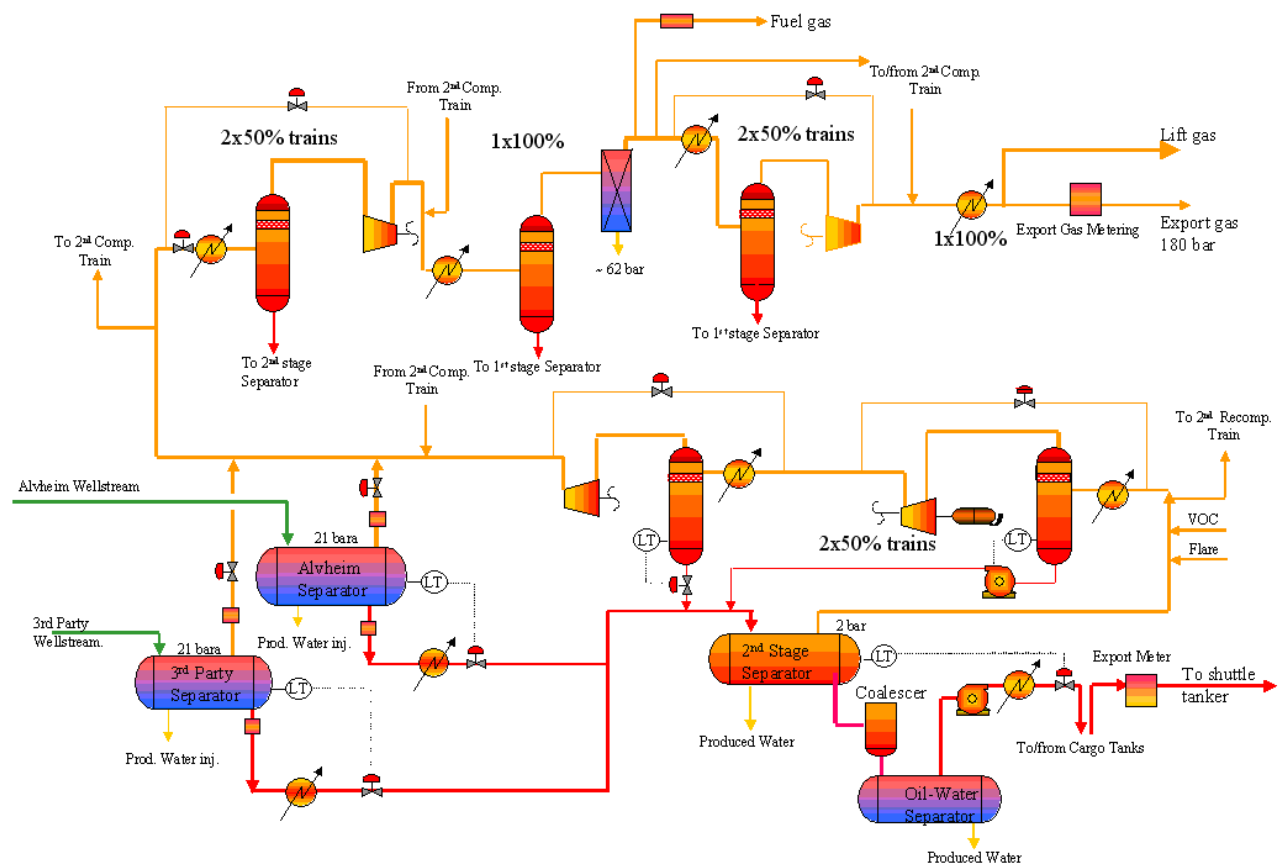 Fuel gas
To/from 2nd Comp.
Train
From 2nd Comp.
Train
2x50% trains
1x100%
2x50% trains
Lift gas
To 2nd Comp.
Train
~ 62 bar
1x100%
Export Gas Metering
Export gas
180 bar
To 1st stage Separator
To 2nd stage
Separator
To 1st stage Separator
From 2nd Comp.
Train
To 2nd Recomp.
Train
Alvheim Wellstream
VOC
2x50% trains
Flare
21 bara
LT
LT
Alvheim
Separator
LT
3rd Party
Wellstream.
21 bara
Prod. Water inj.
2 bar
3rd Party
Separator
LT
2nd Stage
Separator
LT
Export Meter
To shuttle
tanker
Coalescer
Prod. Water inj.
Produced Water
To/from Cargo Tanks
Oil-Water
Separator
Produced Water